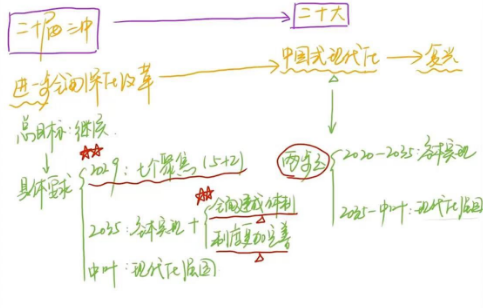 二十届三中
二十大
进一步全面深化改革
中国式现代化
复兴
总目标:继续
具体要求
2029:七个聚焦(5+2)
2035:基本实现+
全面建成体制
制度更加完善
中叶:现代化强国
两步走
2020-2035:基本实现
2035-中叶:现代化强国